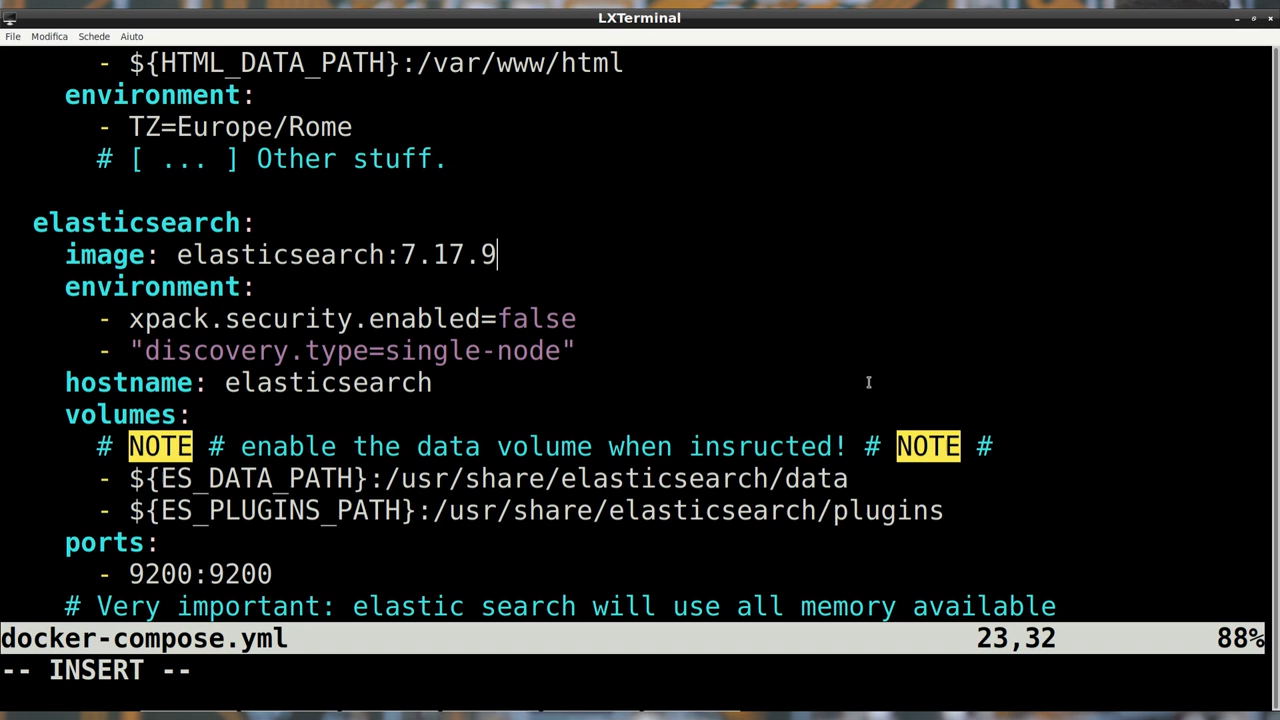 LXTerminal
File Modifica Schede Aiuto
- ${HTML_DATA_PATH}:/var/www/html
environment:
- TZ=Europe/Rome
# [ ... ] Other stuff.
elasticsearch:
image: elasticsearch:7.17.9
environment:
- xpack.security.enabled=false
- "discovery.type=single-node"
hostname: elasticsearch
volumes:
# NOTE # enable the data volume when insructed! # NOTE #
- ${ES_DATA_PATH}:/usr/share/elasticsearch/data
- ${ES_PLUGINS_PATH}:/usr/share/elasticsearch/plugins
ports:
- 9200:9200
# Very important: elastic search will use all memory available
docker-compose.yml 23,32 88%
-- INSERT --